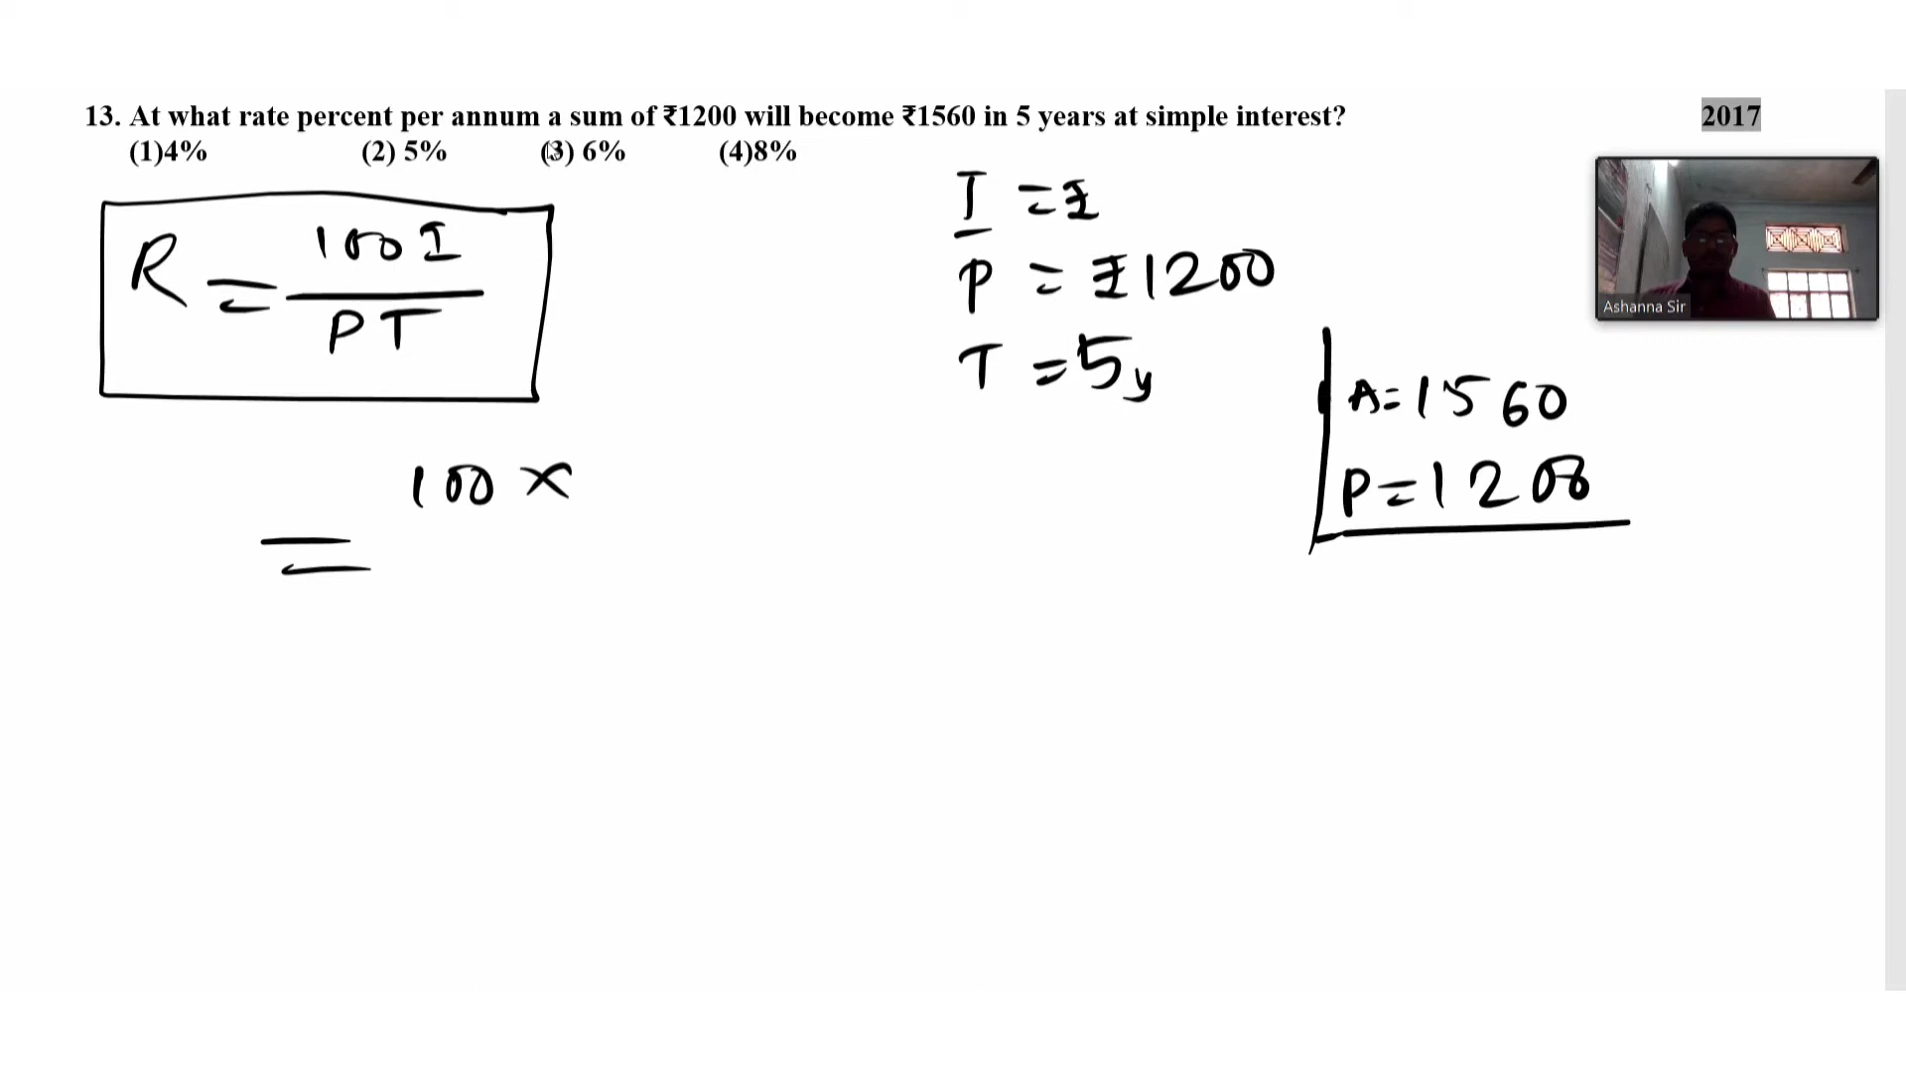 13. At what rate percent per annum a sum of ₹1200 will become ₹1560 in 5 years at simple interest? 2017
(1)4% (2) 5% (3) 6% (4)8%
R = 100 I / PT
I = ₹
P = ₹1200
T = 5y
Ashanna Sir
A=1560
P=1200
= 100 ×